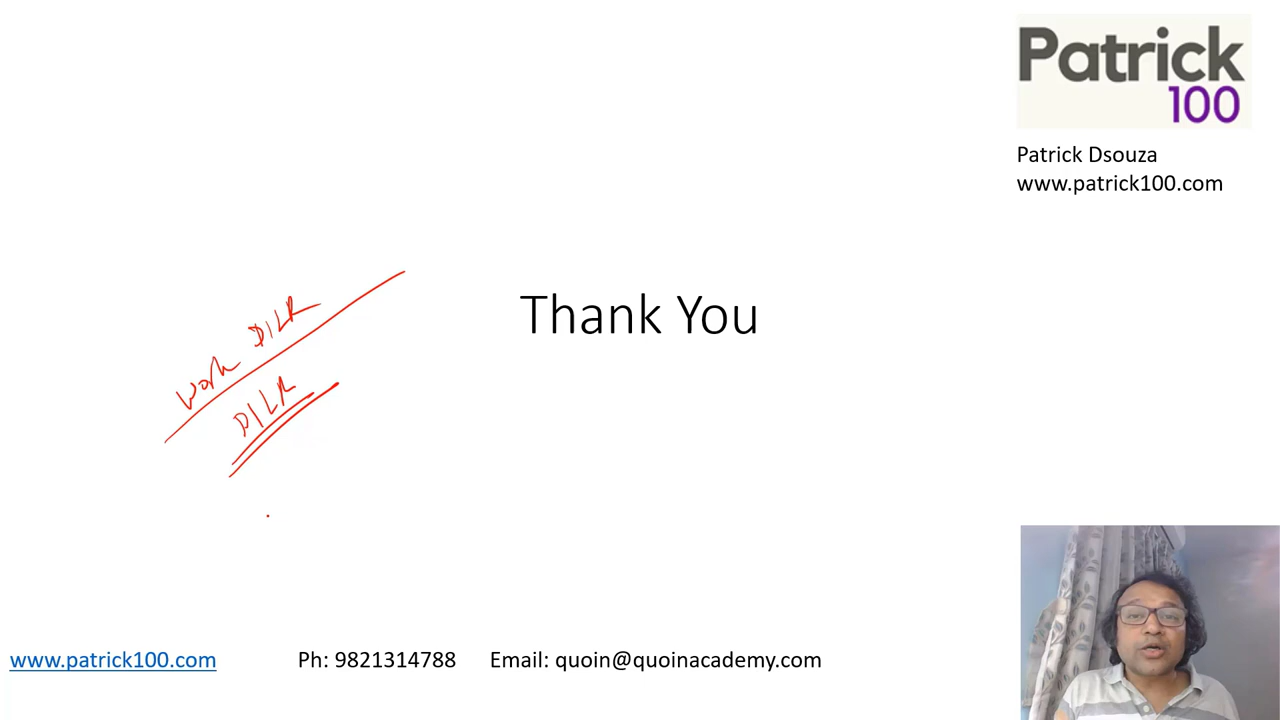 Patrick
100
Patrick Dsouza
www.patrick100.com
Thank You
Work DILR
DILR
www.patrick100.com Ph: 9821314788 Email: quoin@quoinacademy.com